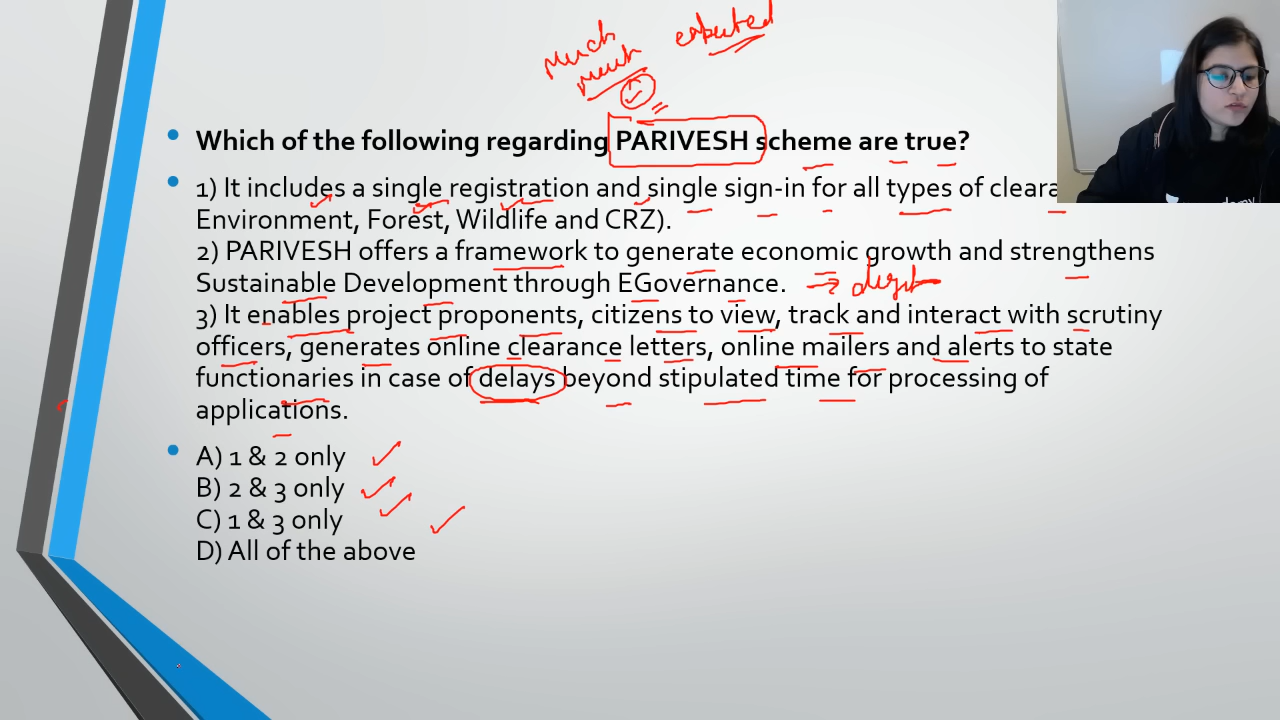 Much expected
much
Which of the following regarding PARIVESH scheme are true?
1) It includes a single registration and single sign-in for all types of cleara
Environment, Forest, Wildlife and CRZ).
2) PARIVESH offers a framework to generate economic growth and strengthens
Sustainable Development through EGovernance.
3) It enables project proponents, citizens to view, track and interact with scrutiny
officers, generates online clearance letters, online mailers and alerts to state
functionaries in case of delays beyond stipulated time for processing of
applications.
A) 1 & 2 only
B) 2 & 3 only
C) 1 & 3 only
D) All of the above